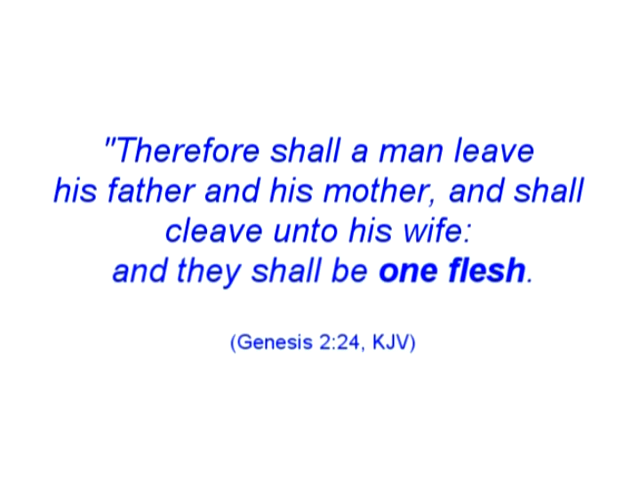 "Therefore shall a man leave
his father and his mother, and shall
cleave unto his wife:
and they shall be one flesh.
(Genesis 2:24, KJV)